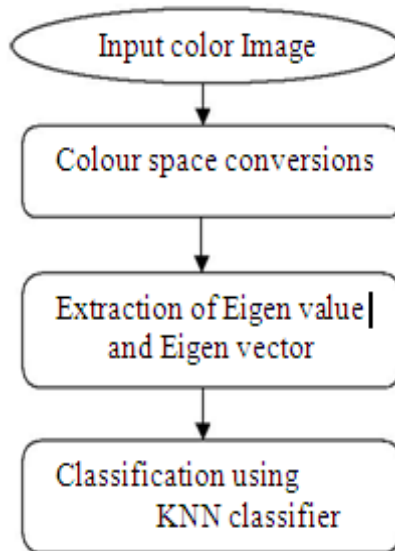 Input color Image
Colour space conversions
Extraction of Eigen value
and Eigen vector
Classification using
KNN classifier